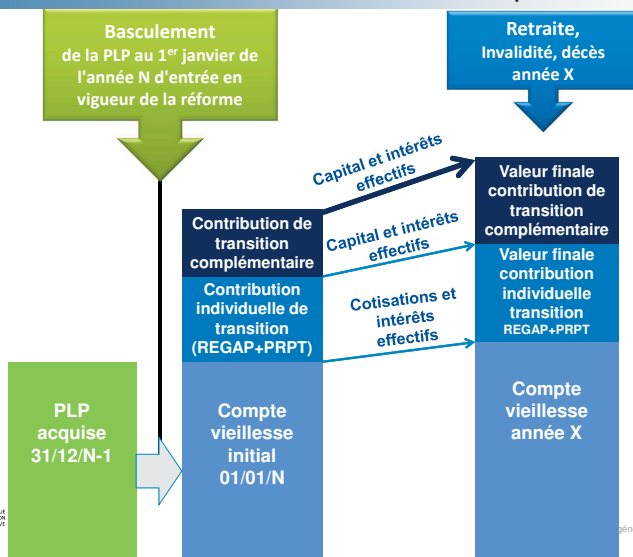 Basculement
de la PLP au 1er janvier de
l'année N d'entrée en
vigueur de la réforme
Retraite,
Invalidité, décès
année X
Capital et intérêts
effectifs
Valeur finale
contribution de
transition
complémentaire
Contribution de
transition
complémentaire
Capital et intérêts
effectifs
Valeur finale
contribution
individuelle
transition
REGAP+PRPT
Contribution
individuelle de
transition
(REGAP+PRPT)
Cotisations et
intérêts
effectifs
PLP
acquise
31/12/N-1
Compte
vieillesse
initial
01/01/N
Compte
vieillesse
année X